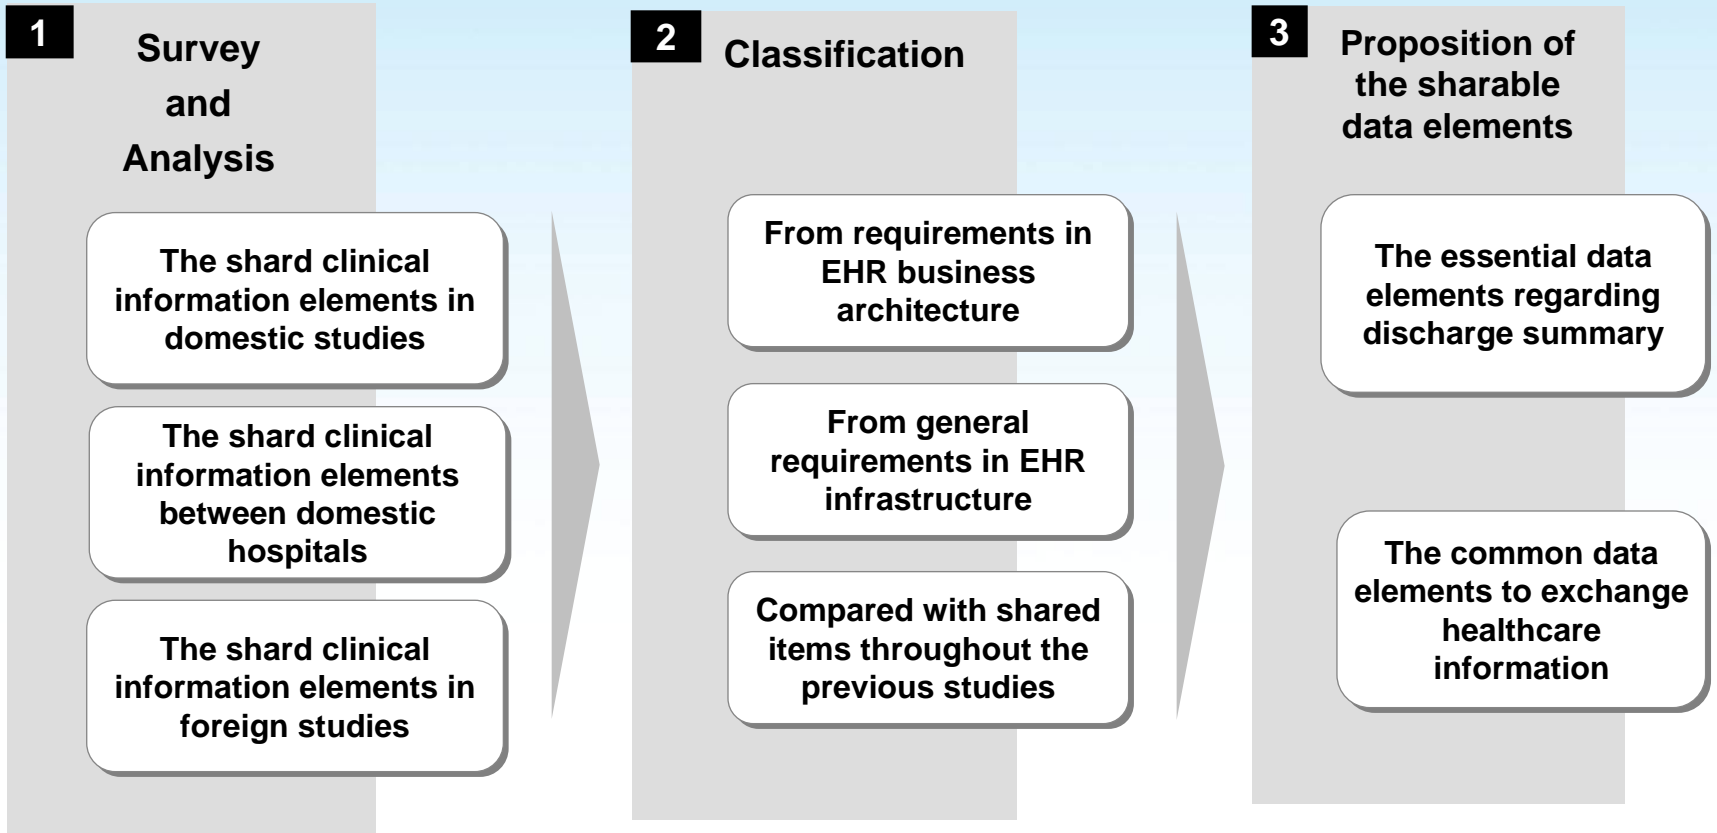 1
Survey
and
Analysis
The shard clinical
information elements in
domestic studies
The shard clinical
information elements
between domestic
hospitals
The shard clinical
information elements in
foreign studies
2
Classification
From requirements in
EHR business
architecture
From general
requirements in EHR
infrastructure
Compared with shared
items throughout the
previous studies
3
Proposition of
the sharable
data elements
The essential data
elements regarding
discharge summary
The common data
elements to exchange
healthcare
information